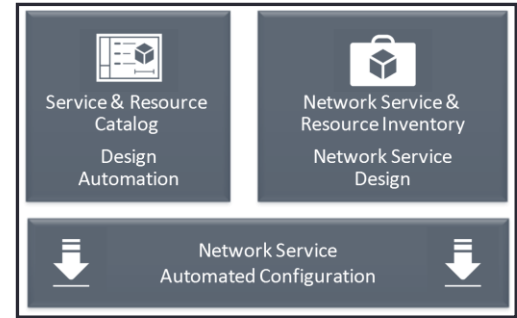 Service & Resource
Catalog
Design
Automation
Network Service &
Resource Inventory
Network Service
Design
Network Service
Automated Configuration